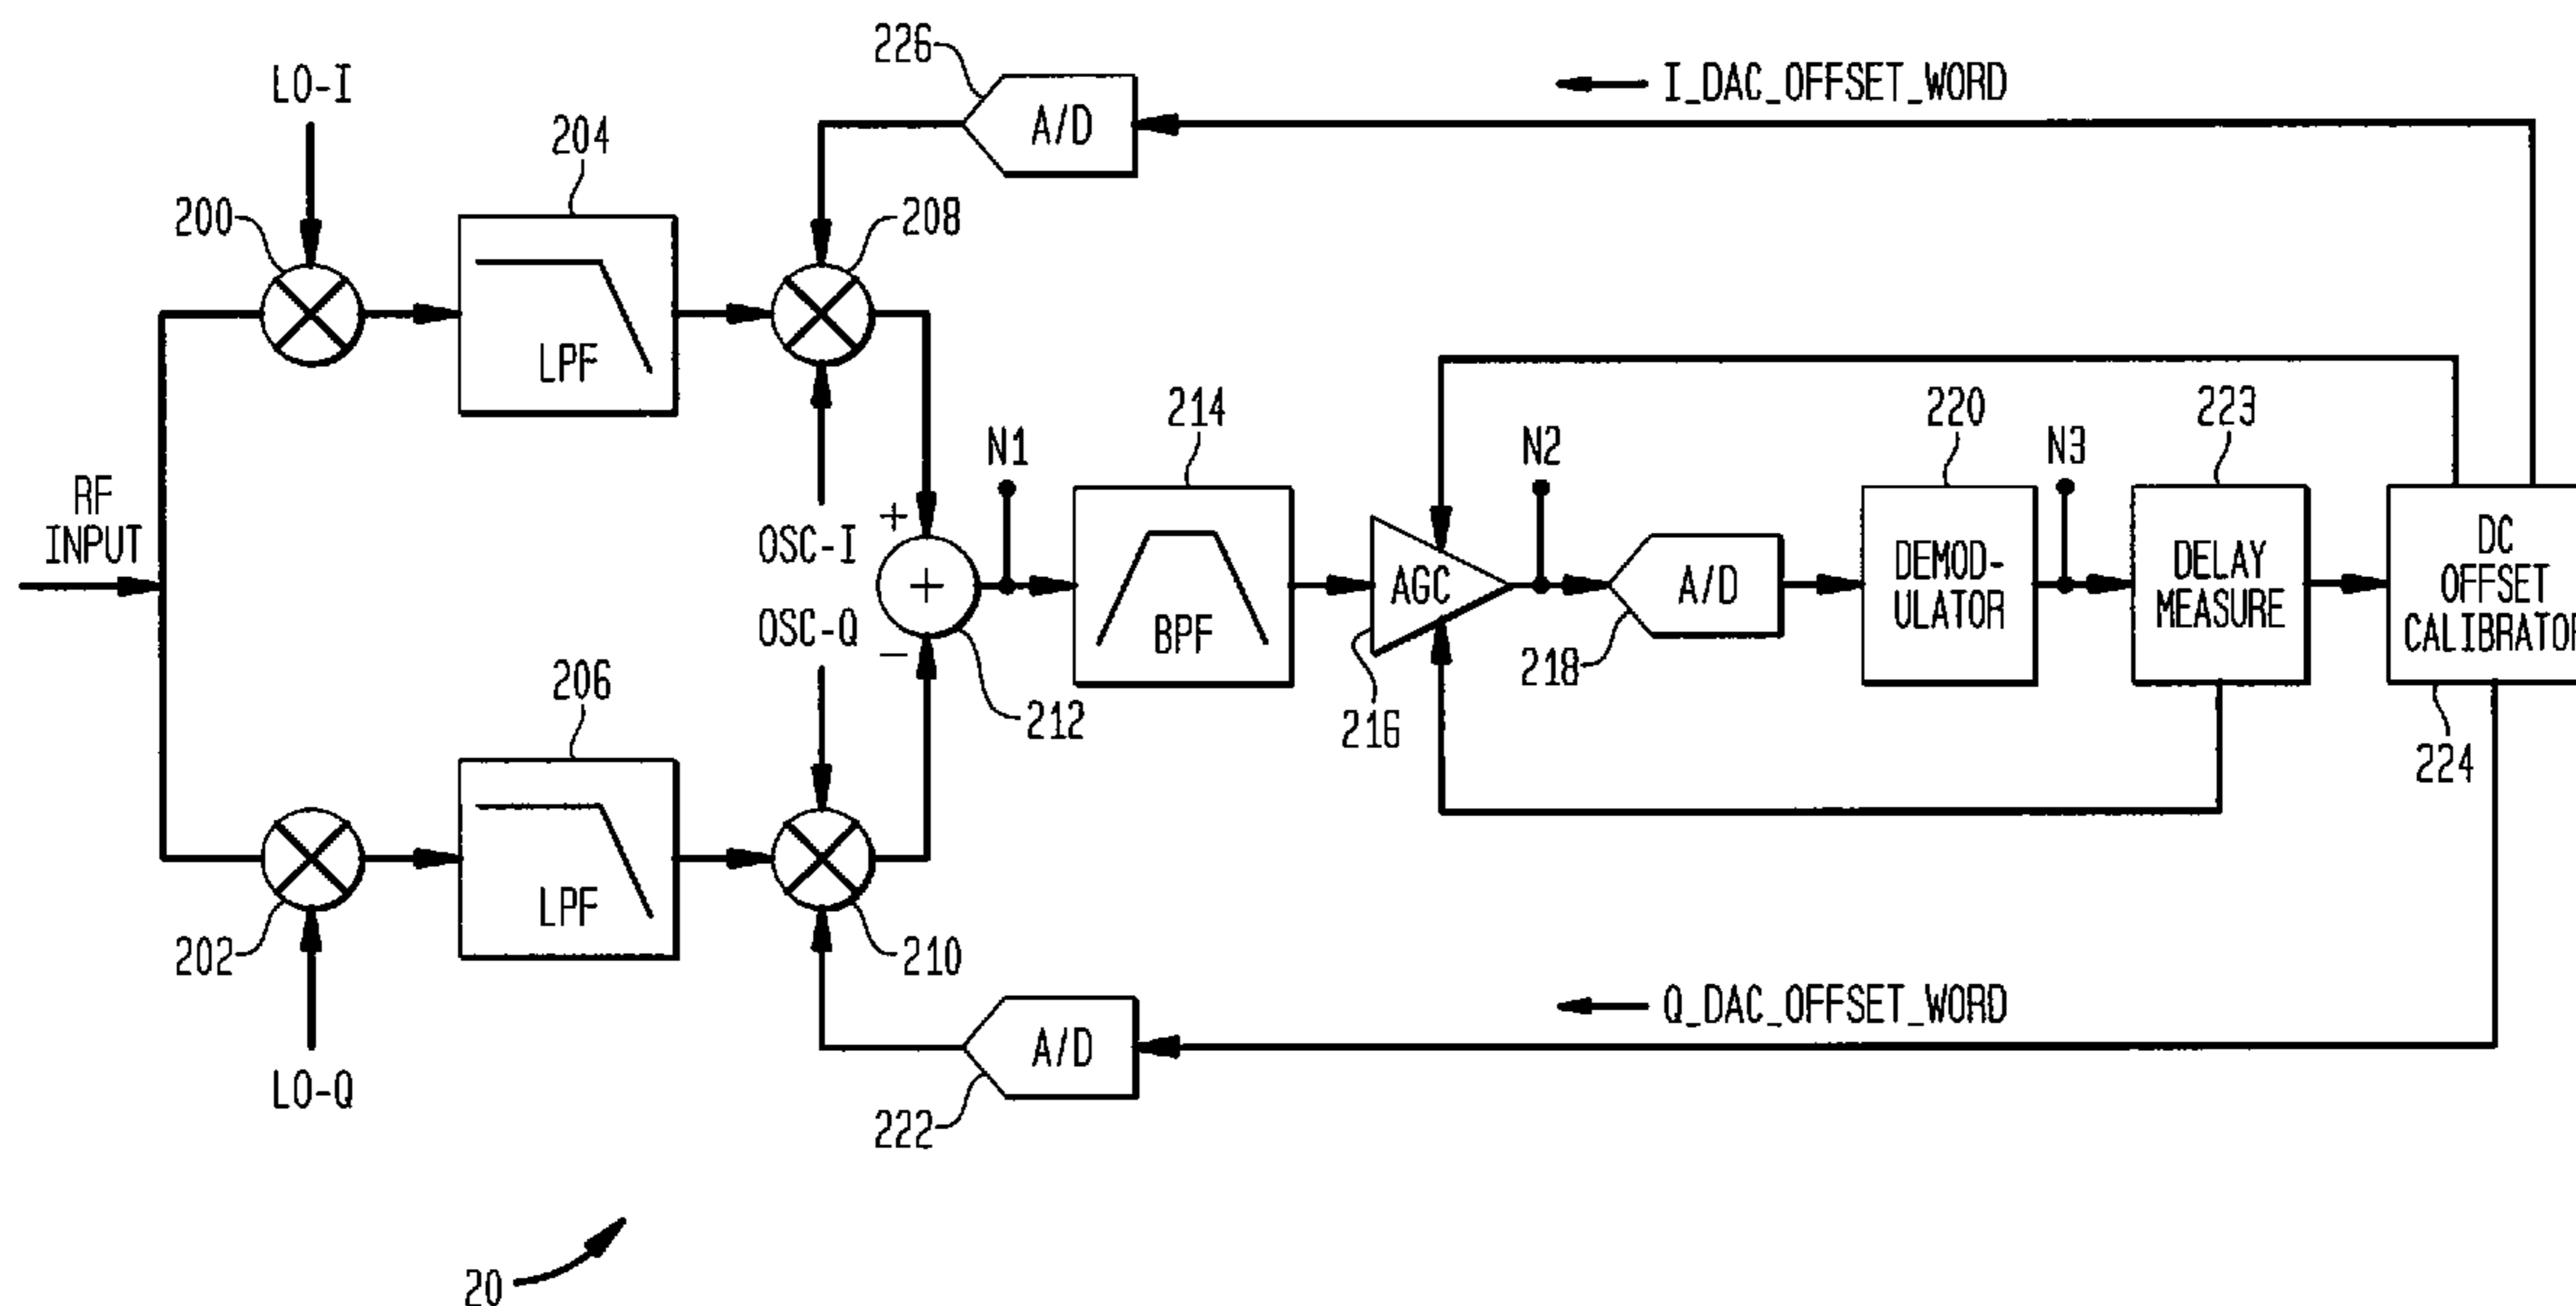 226
I_DAC_OFFSET_WORD
LO-I
A/D
204
200
208
LPF
214
220
223
N1
N2
N3
RF
INPUT
OSC-I
+
+
OSC-Q
−
BPF
AGC
A/D
DEMOD-
ULATOR
DELAY
MEASURE
DC
OFFSET
206
212
216
218
224
LPF
202
210
Q_DAC_OFFSET_WORD
LO-Q
A/D
222
20